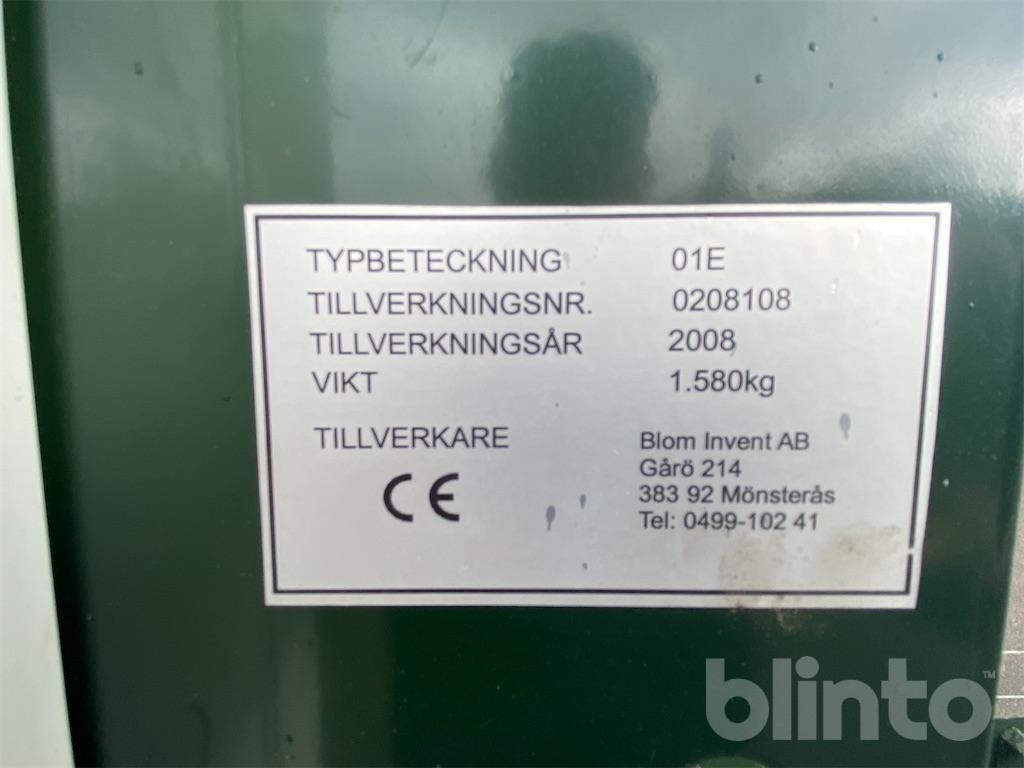 TYPBETECKNING 01E
TILLVERKNINGSNR. 0208108
TILLVERKNINGSÅR 2008
VIKT 1.580kg
TILLVERKARE Blom Invent AB
Gårö 214
383 92 Mönsterås
Tel: 0499-102 41
CE
blinto™